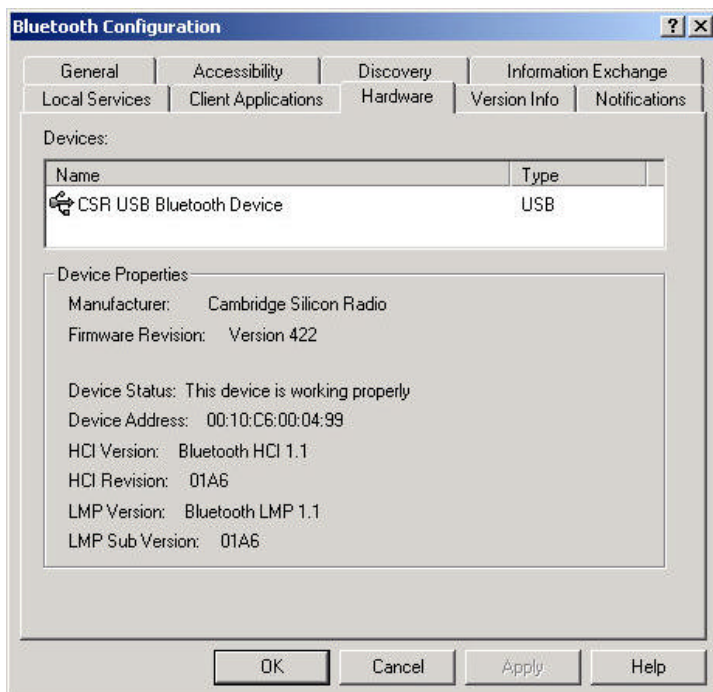 Bluetooth Configuration
General Accessibility Discovery Information Exchange
Local Services Client Applications Hardware Version Info Notifications
Devices:
Name Type
CSR USB Bluetooth Device USB
Device Properties
Manufacturer: Cambridge Silicon Radio
Firmware Revision: Version 422
Device Status: This device is working properly
Device Address: 00:10:C6:00:04:99
HCI Version: Bluetooth HCI 1.1
HCI Revision: 01A6
LMP Version: Bluetooth LMP 1.1
LMP Sub Version: 01A6
OK Cancel Apply Help